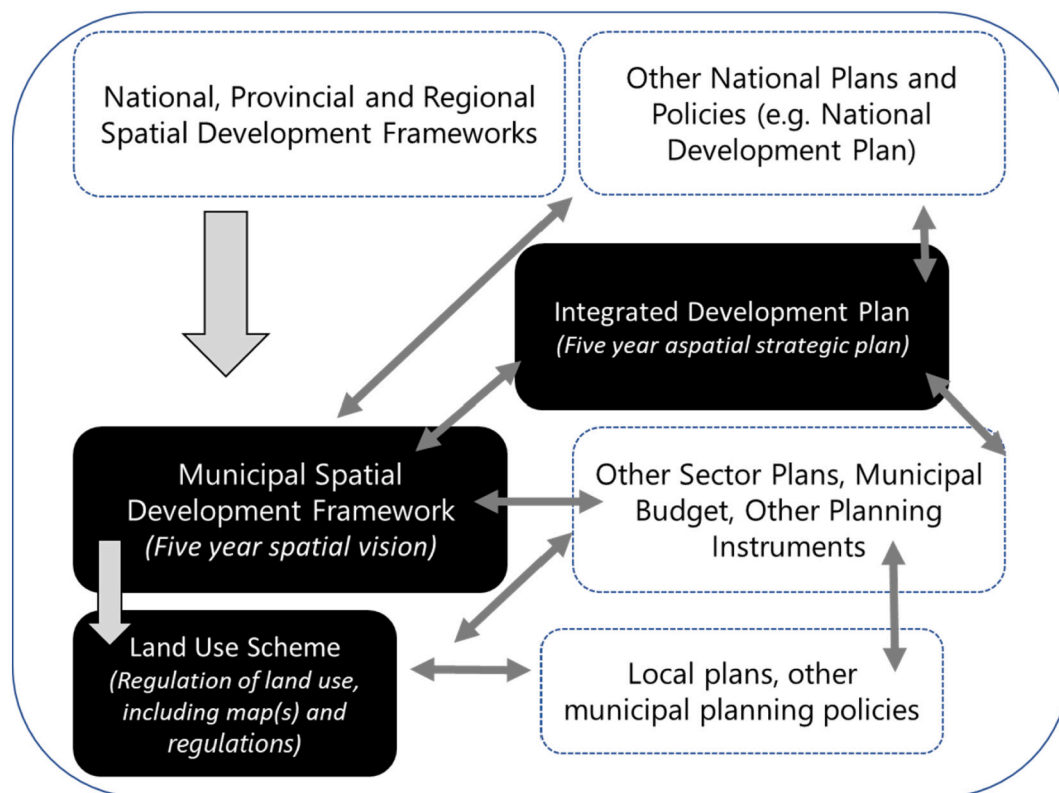 National, Provincial and Regional
Spatial Development Frameworks
Other National Plans and
Policies (e.g. National
Development Plan)
Integrated Development Plan
(Five year aspatial strategic plan)
Municipal Spatial
Development Framework
(Five year spatial vision)
Other Sector Plans, Municipal
Budget, Other Planning
Instruments
Land Use Scheme
(Regulation of land use,
including map(s) and
regulations)
Local plans, other
municipal planning policies